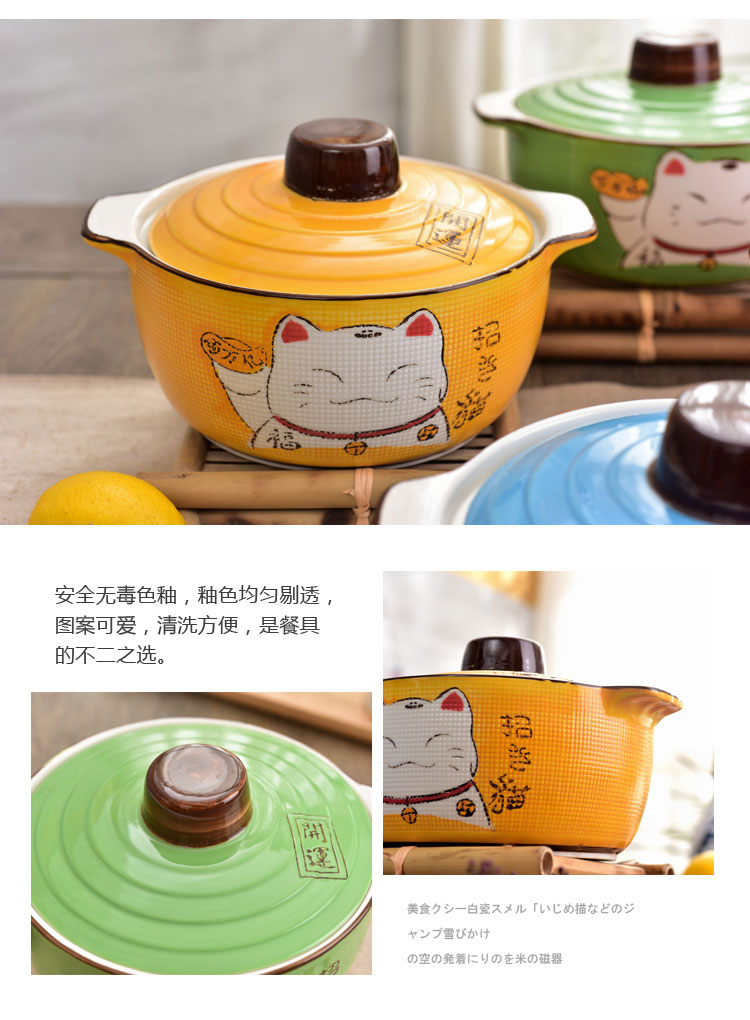 開
運
福
招
福
猫
安全无毒色釉，釉色均匀剔透，
图案可爱，清洗方便，是餐具
的不二之选。
招
福
猫
開
運
美食クシー白瓷スメル「いじめ描などのジ
ャンプ雪びかけ
の空の発着にりのを米の磁器